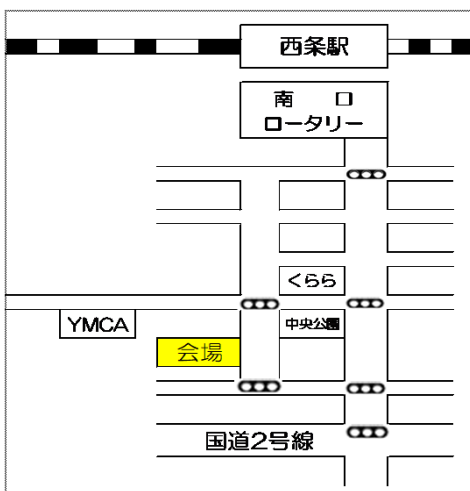 西条駅
南　口
ロータリー
くらら
YMCA
中央公園
会場
国道2号線